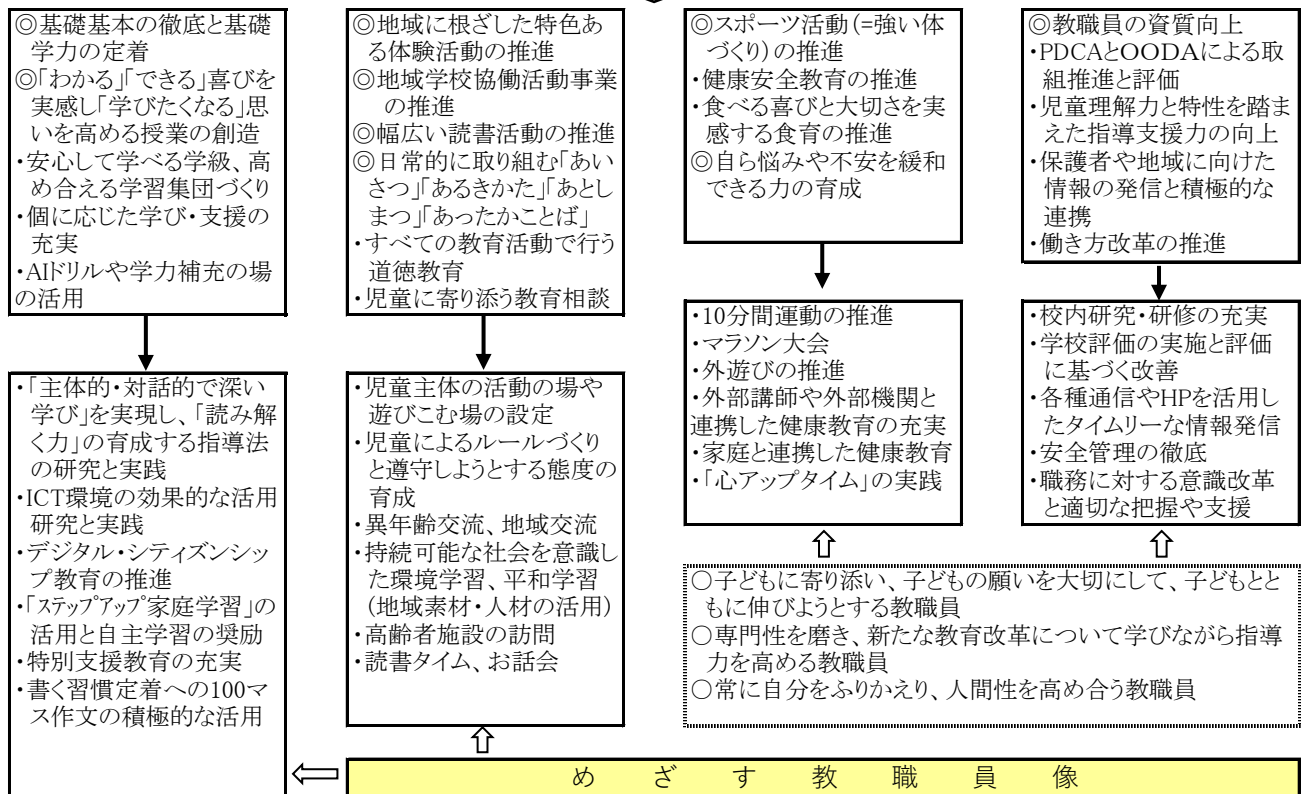 ◎基礎基本の徹底と基礎
学力の定着
◎「わかる」「できる」喜びを
実感し「学びたくなる」思
いを高める授業の創造
・安心して学べる学級、高
め合える学習集団づくり
・個に応じた学び・支援の
充実
・AIドリルや学力補充の場
の活用
◎地域に根ざした特色あ
る体験活動の推進
◎地域学校協働活動事業
の推進
◎幅広い読書活動の推進
◎日常的に取り組む「あい
さつ」「あるきかた」「あとし
まつ」「あったかことば」
・すべての教育活動で行う
道徳教育
・児童に寄り添う教育相談
◎スポーツ活動(=強い体
づくり)の推進
・健康安全教育の推進
・食べる喜びと大切さを実
感する食育の推進
◎自ら悩みや不安を緩和
できる力の育成
◎教職員の資質向上
・PDCAとOODAによる取
組推進と評価
・児童理解力と特性を踏ま
えた指導支援力の向上
・保護者や地域に向けた
情報の発信と積極的な
連携
・働き方改革の推進
・「主体的・対話的で深い
学び」を実現し、「読み解
く力」の育成する指導法
の研究と実践
・ICT環境の効果的な活用
研究と実践
・デジタル・シティズンシッ
プ教育の推進
・「ステップアップ家庭学習」の
活用と自主学習の奨励
・特別支援教育の充実
・書く習慣定着への100マ
ス作文の積極的な活用
・児童主体の活動の場や
遊びこむ場の設定
・児童によるルールづくり
と遵守しようとする態度の
育成
・異年齢交流、地域交流
・持続可能な社会を意識し
た環境学習、平和学習
(地域素材・人材の活用)
・高齢者施設の訪問
・読書タイム、お話会
・10分間運動の推進
・マラソン大会
・外遊びの推進
・外部講師や外部機関と
連携した健康教育の充実
・家庭と連携した健康教育
・「心アップタイム」の実践
・校内研究・研修の充実
・学校評価の実施と評価
に基づく改善
・各種通信やHPを活用し
たタイムリーな情報発信
・安全管理の徹底
・職務に対する意識改革
と適切な把握や支援
○子どもに寄り添い、子どもの願いを大切にして、子どもとと
もに伸びようとする教職員
○専門性を磨き、新たな教育改革について学びながら指導
力を高める教職員
○常に自分をふりかえり、人間性を高め合う教職員
めざす教職員像